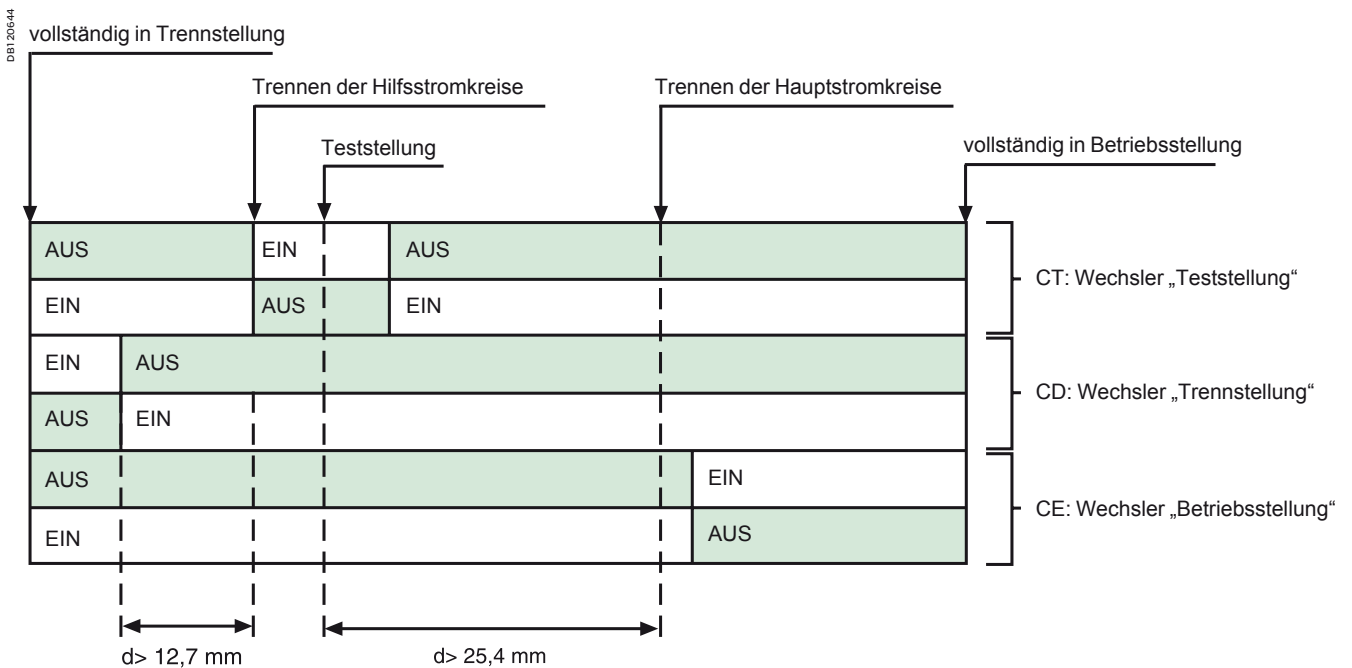 DB120644
vollständig in Trennstellung
Trennen der Hilfsstromkreise
Trennen der Hauptstromkreise
Teststellung
vollständig in Betriebsstellung
AUS EIN AUS
EIN AUS EIN
CT: Wechsler „Teststellung“
EIN AUS
AUS EIN
CD: Wechsler „Trennstellung“
AUS EIN
EIN AUS
CE: Wechsler „Betriebsstellung“
d> 12,7 mm
d> 25,4 mm